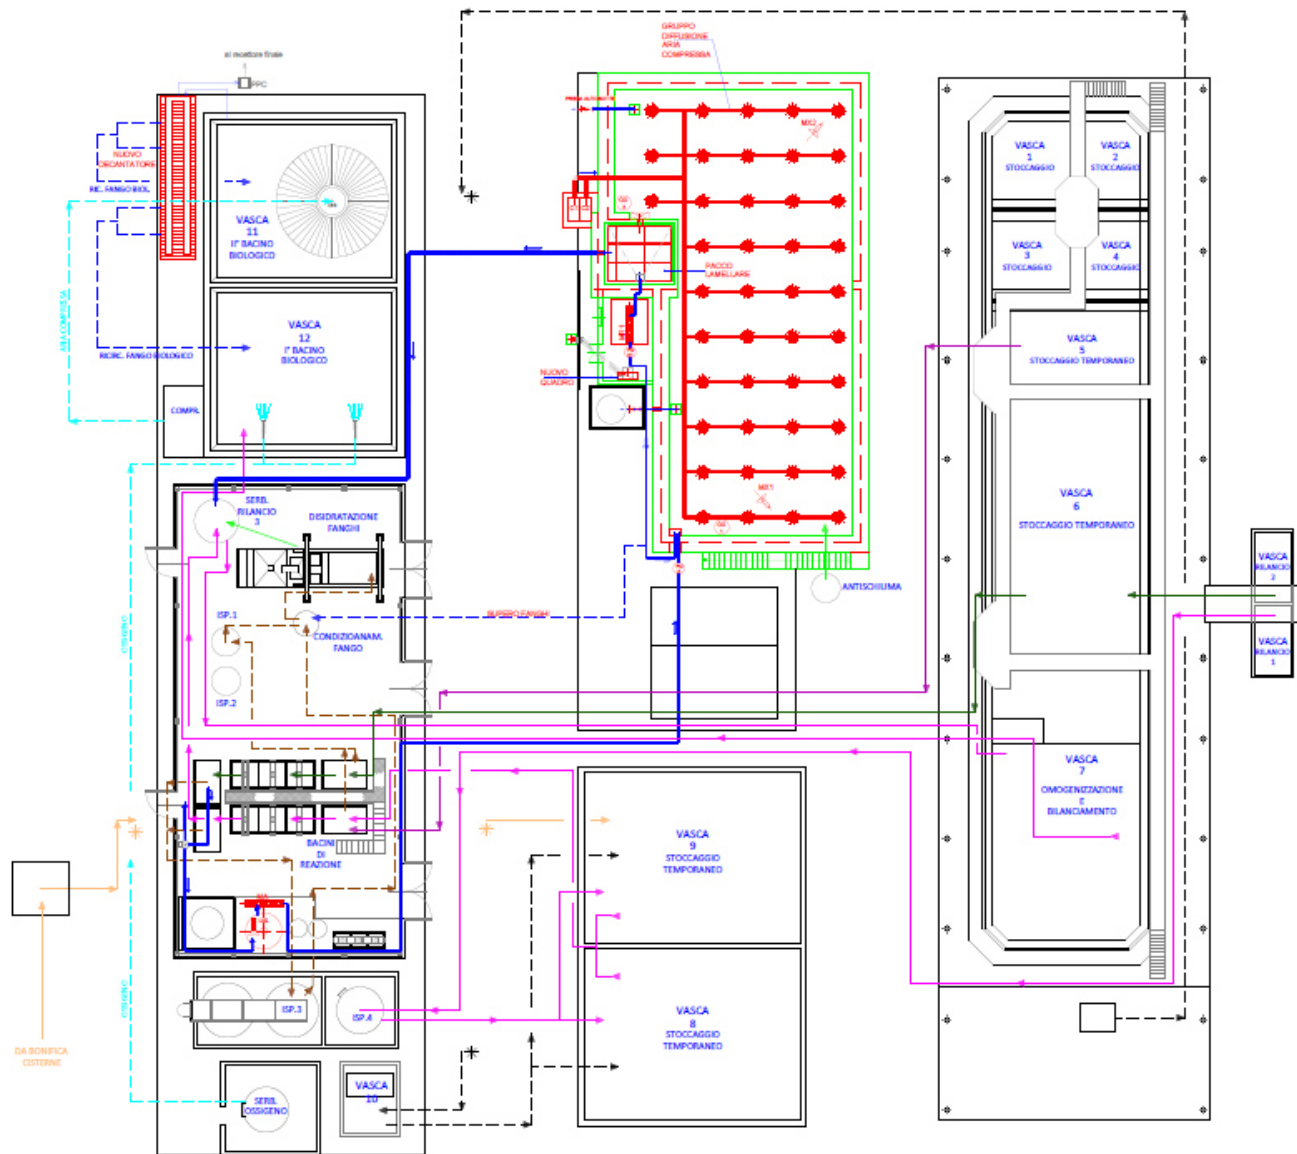 al recettore finale
PPC
NUOVO
DECANTATORE
RIC. FANGO BIOL.
VASCA
11
II° BACINO
BIOLOGICO
VASCA
12
I° BACINO
BIOLOGICO
RICIRC. FANGO BIOLOGICO
ARIA COMPRESSA
COMPR.
OSSIGENO
SERB.
RILANCIO
3
DISIDRATAZIONE
FANGHI
ISP.1
CONDIZIOANAM.
FANGO
ISP.2
BACINI
DI
REAZIONE
OSSIGENO
DA BONIFICA
CISTERNE
ISP.3
ISP.4
SERB.
OSSIGENO
VASCA
10
GRUPPO
DIFFUSIONE
ARIA
COMPRESSA
MX2
PACCO
LAMELLARE
NUOVO
QUADRO
MX1
ANTISCHIUMA
SUPERO FANGHI
VASCA
9
STOCCAGGIO
TEMPORANEO
VASCA
8
STOCCAGGIO
TEMPORANEO
VASCA
1
STOCCAGGIO
VASCA
2
STOCCAGGIO
VASCA
3
STOCCAGGIO
VASCA
4
STOCCAGGIO
VASCA
5
STOCCAGGIO TEMPORANEO
VASCA
6
STOCCAGGIO TEMPORANEO
VASCA
7
OMOGENIZZAZIONE
E
BILANCIAMENTO
VASCA
RILANCIO
2
VASCA
RILANCIO
1